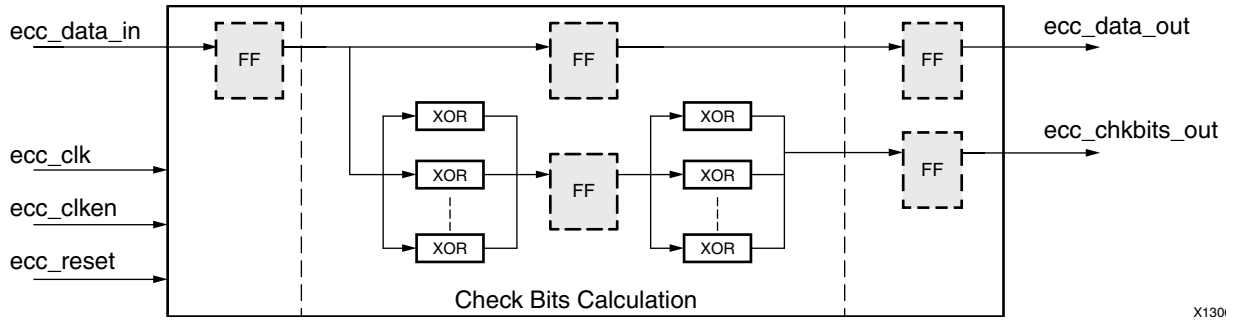 ecc_data_in
FF
FF
FF
ecc_data_out
XOR
XOR
ecc_clk
XOR
FF
XOR
FF
ecc_chkbits_out
ecc_clken
ecc_reset
XOR
XOR
Check Bits Calculation